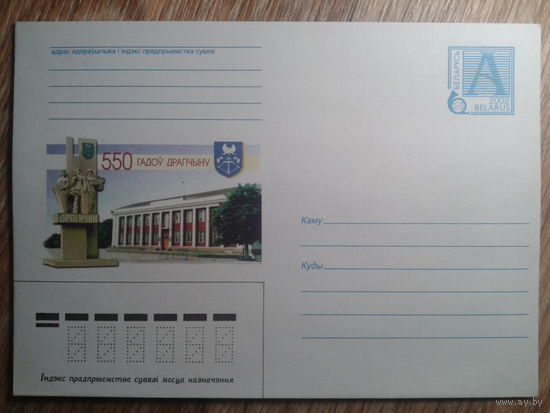 адрас адпраўшчыка і індэкс прадпрыемства сувязі
БЕЛАРУСЬ
А
2002
BELARUS
550 ГАДОЎ ДРАГІЧЫНУ
ДРАГІЧЫН
Каму
Куды
Індэкс прадпрыемства сувязі месца назначэння
www.ay.by